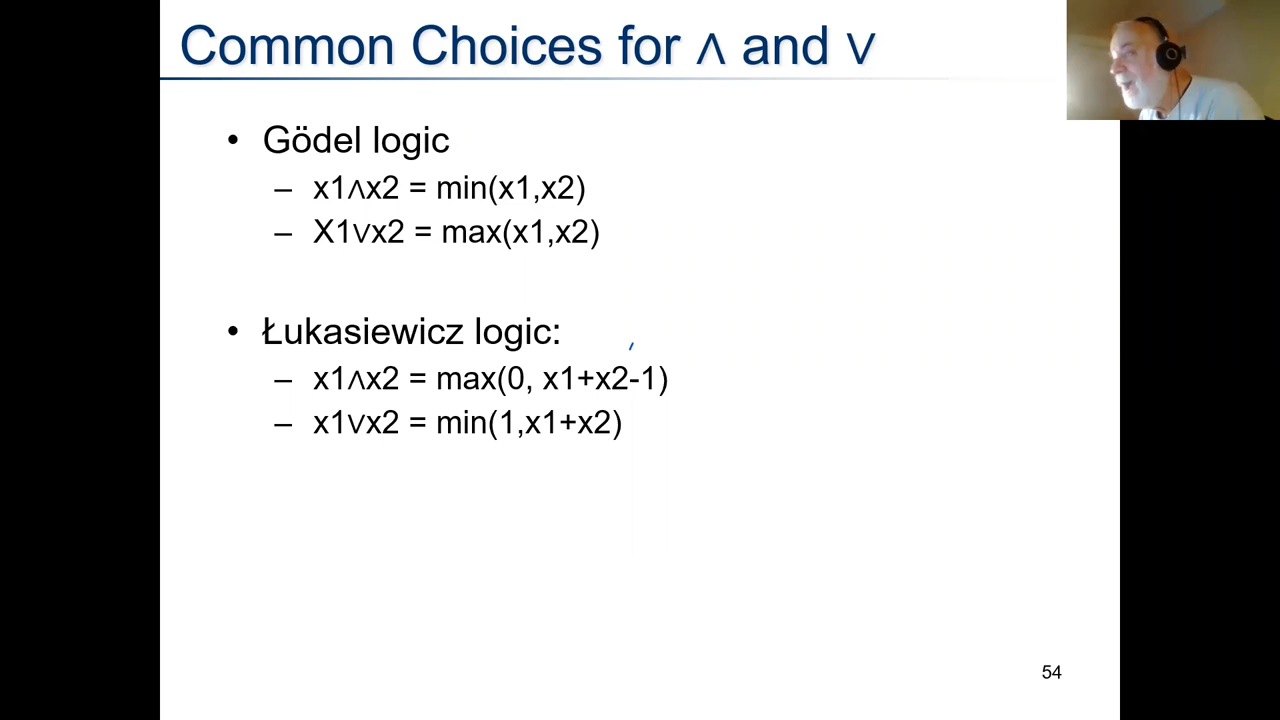 Common Choices for ∧ and ∨
• Gödel logic
– x1∧x2 = min(x1,x2)
– X1∨x2 = max(x1,x2)
• Łukasiewicz logic:
– x1∧x2 = max(0, x1+x2-1)
– x1∨x2 = min(1,x1+x2)
54